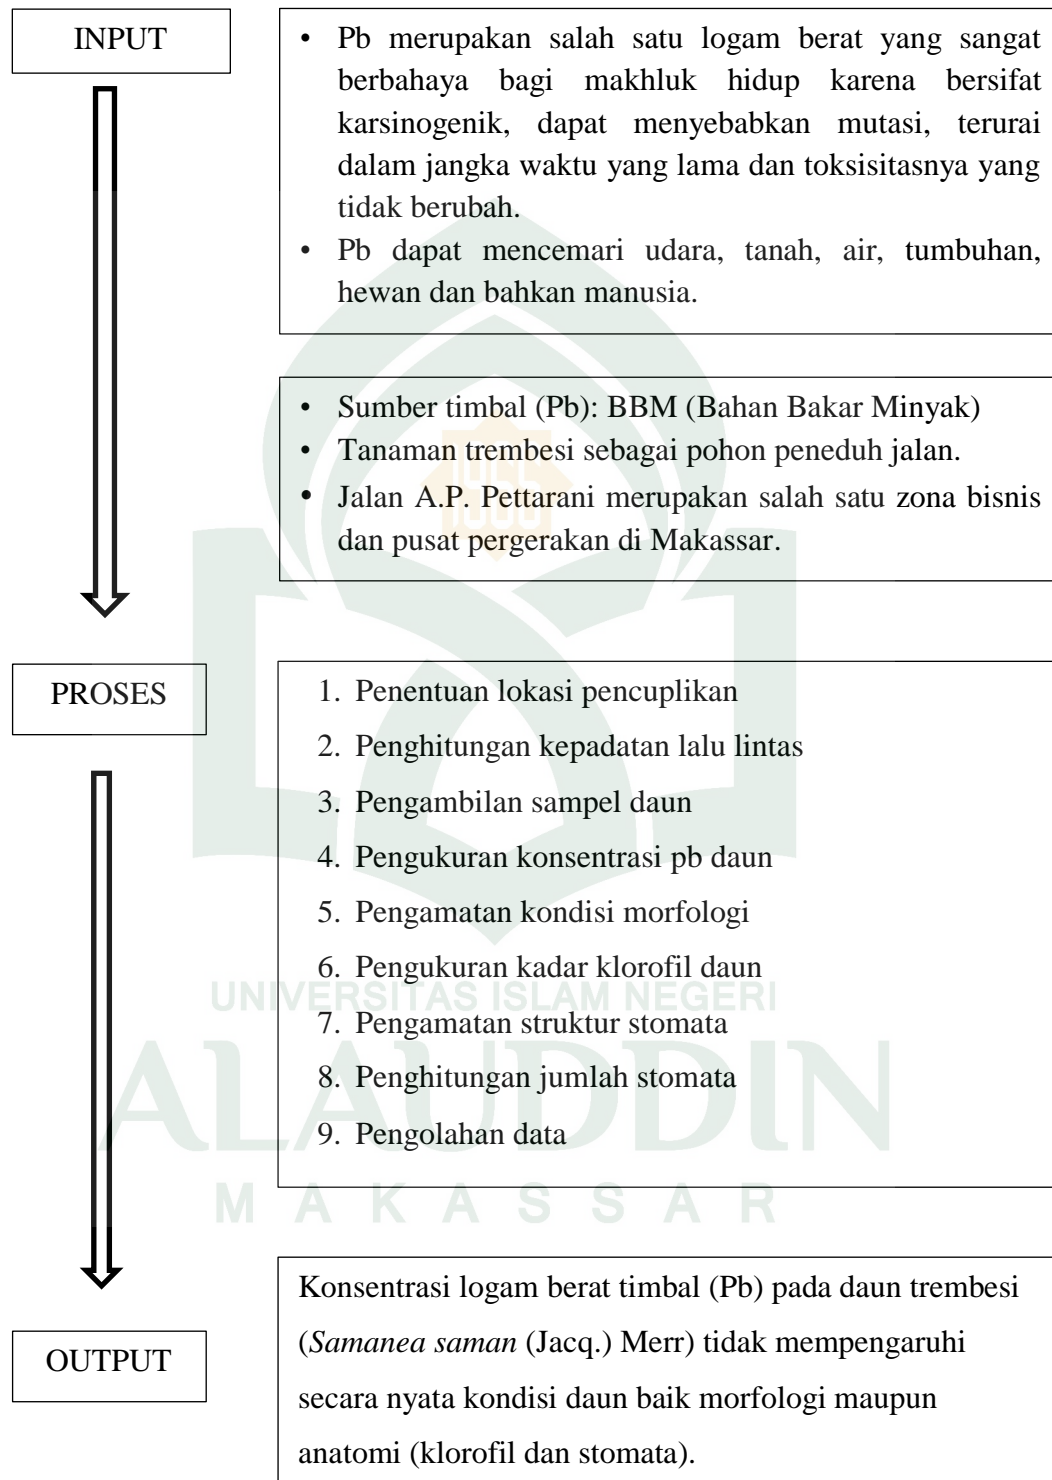 INPUT
• Pb merupakan salah satu logam berat yang sangat
berbahaya bagi makhluk hidup karena bersifat
karsinogenik, dapat menyebabkan mutasi, terurai
dalam jangka waktu yang lama dan toksisitasnya yang
tidak berubah.
• Pb dapat mencemari udara, tanah, air, tumbuhan,
hewan dan bahkan manusia.
• Sumber timbal (Pb): BBM (Bahan Bakar Minyak)
• Tanaman trembesi sebagai pohon peneduh jalan.
• Jalan A.P. Pettarani merupakan salah satu zona bisnis
dan pusat pergerakan di Makassar.
1965
PROSES
1. Penentuan lokasi pencuplikan
2. Penghitungan kepadatan lalu lintas
3. Pengambilan sampel daun
4. Pengukuran konsentrasi pb daun
5. Pengamatan kondisi morfologi
6. Pengukuran kadar klorofil daun
7. Pengamatan struktur stomata
8. Penghitungan jumlah stomata
9. Pengolahan data
UNIVERSITAS ISLAM NEGERI
ALAUDDIN
MAKASSAR
OUTPUT
Konsentrasi logam berat timbal (Pb) pada daun trembesi
(Samanea saman (Jacq.) Merr) tidak mempengaruhi
secara nyata kondisi daun baik morfologi maupun
anatomi (klorofil dan stomata).